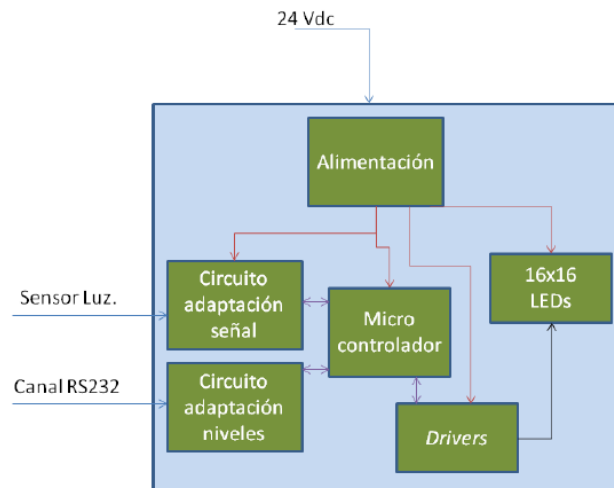 24 Vdc
Alimentación
Circuito
adaptación
señal
16x16
LEDs
Sensor Luz.
Micro
controlador
Canal RS232
Circuito
adaptación
niveles
Drivers